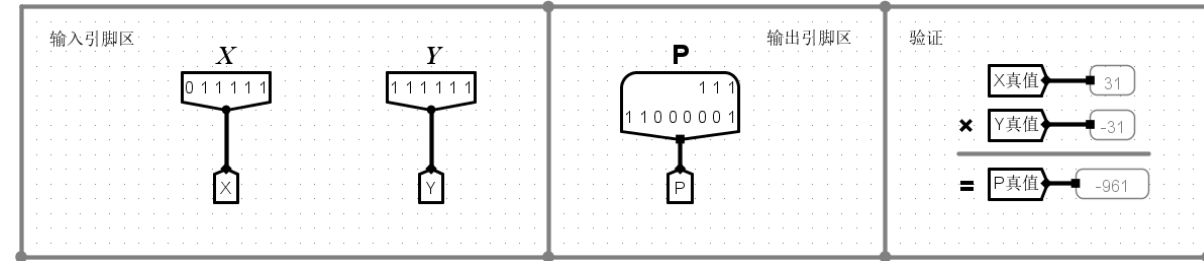 输入引脚区
X
Y
0 1 1 1 1 1
1 1 1 1 1 1
X
Y
输出引脚区
P
1 1 1
1 1 0 0 0 0 0 1
P
验证
X真值 31
× Y真值 -31
= P真值 -961